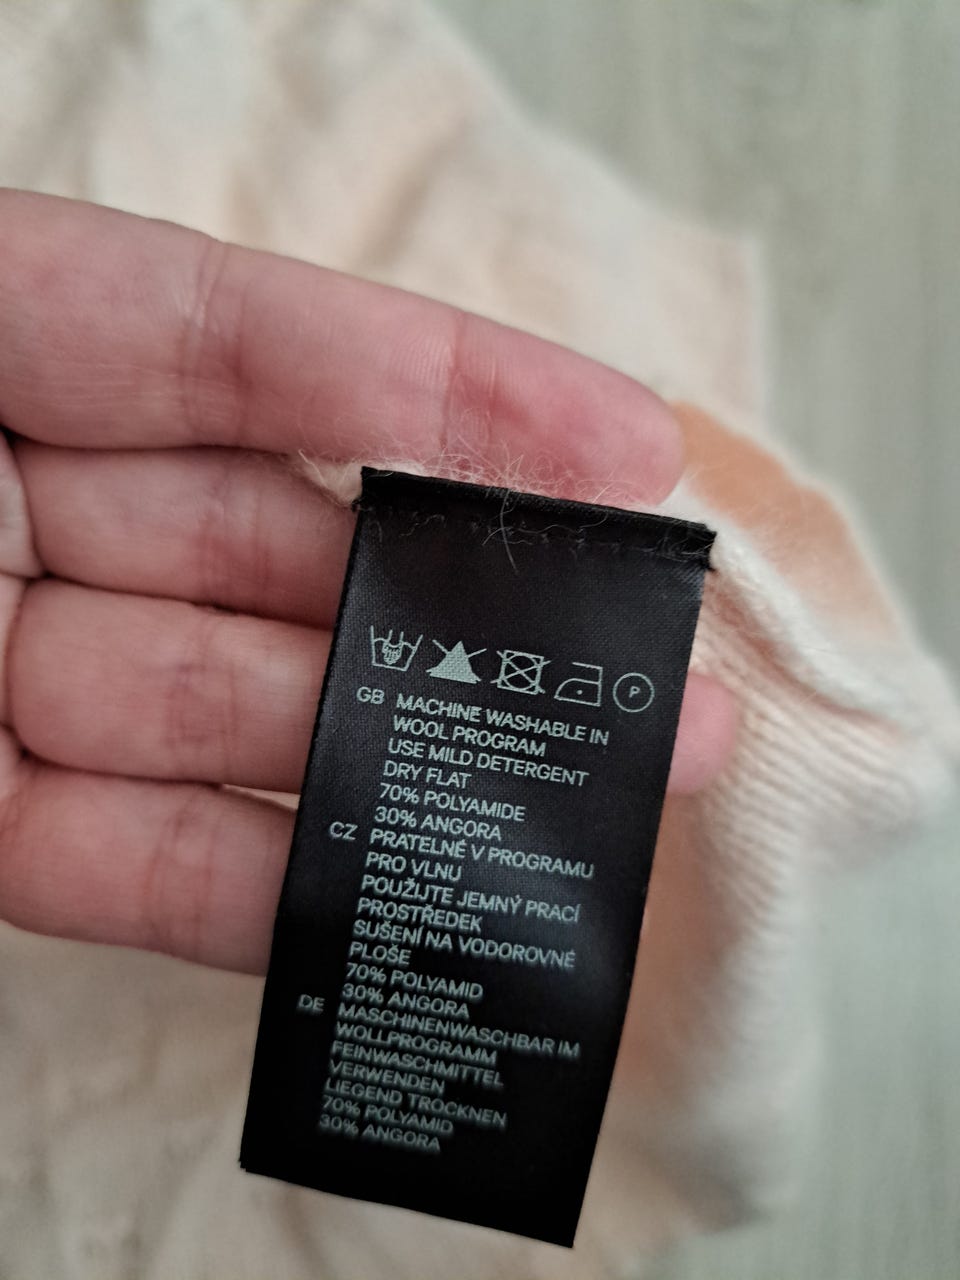 P
GB MACHINE WASHABLE IN
WOOL PROGRAM
USE MILD DETERGENT
DRY FLAT
70% POLYAMIDE
30% ANGORA
CZ PRATELNÉ V PROGRAMU
PRO VLNU
POUŽIJTE JEMNÝ PRACÍ
PROSTŘEDEK
SUŠENÍ NA VODOROVNÉ
PLOŠE
70% POLYAMID
30% ANGORA
DE MASCHINENWASCHBAR IM
WOLLPROGRAMM
FEINWASCHMITTEL
VERWENDEN
LIEGEND TROCKNEN
70% POLYAMID
30% ANGORA